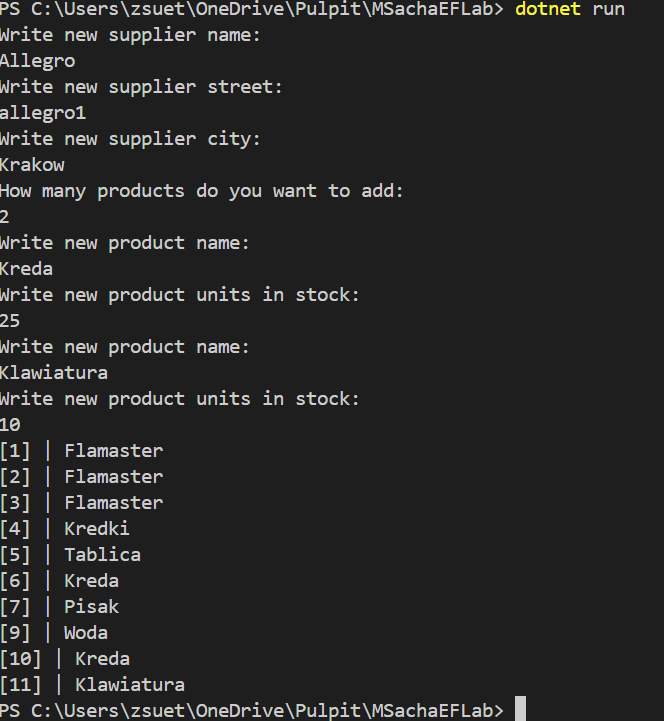 PS C:\Users\zsuet\OneDrive\Pulpit\MSachaEFLab> dotnet run
Write new supplier name:
Allegro
Write new supplier street:
allegro1
Write new supplier city:
Krakow
How many products do you want to add:
2
Write new product name:
Kreda
Write new product units in stock:
25
Write new product name:
Klawiatura
Write new product units in stock:
10
[1] | Flamaster
[2] | Flamaster
[3] | Flamaster
[4] | Kredki
[5] | Tablica
[6] | Kreda
[7] | Pisak
[9] | Woda
[10] | Kreda
[11] | Klawiatura
PS C:\Users\zsuet\OneDrive\Pulpit\MSachaEFLab>